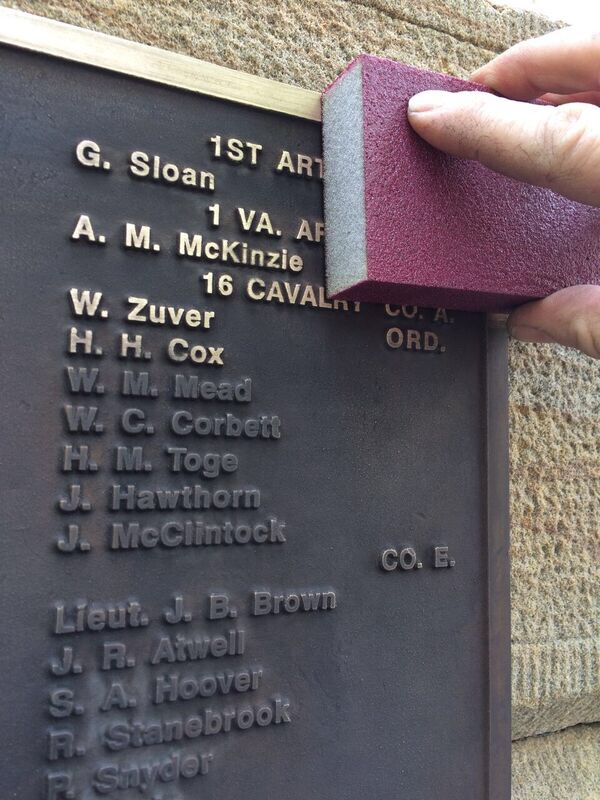 1ST ART
G. Sloan
1 VA. AR
A. M. McKinzie
16 CAVALRY CO. A.
W. Zuver
ORD.
H. H. Cox
W. M. Mead
W. C. Corbett
H. M. Toge
J. Hawthorn
J. McClintock
CO. E.
Lieut. J. B. Brown
J. R. Atwell
S. A. Hoover
R. Stanebrook
P. Snyder